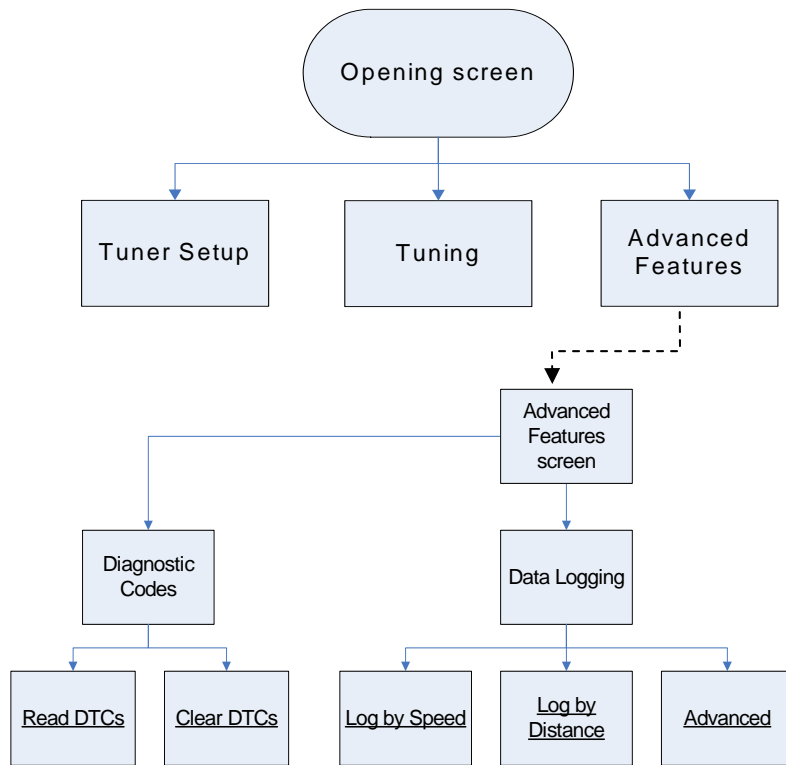 Opening screen
Tuner Setup
Tuning
Advanced
Features
Advanced
Features
screen
Diagnostic
Codes
Data Logging
Read DTCs
Clear DTCs
Log by Speed
Log by
Distance
Advanced